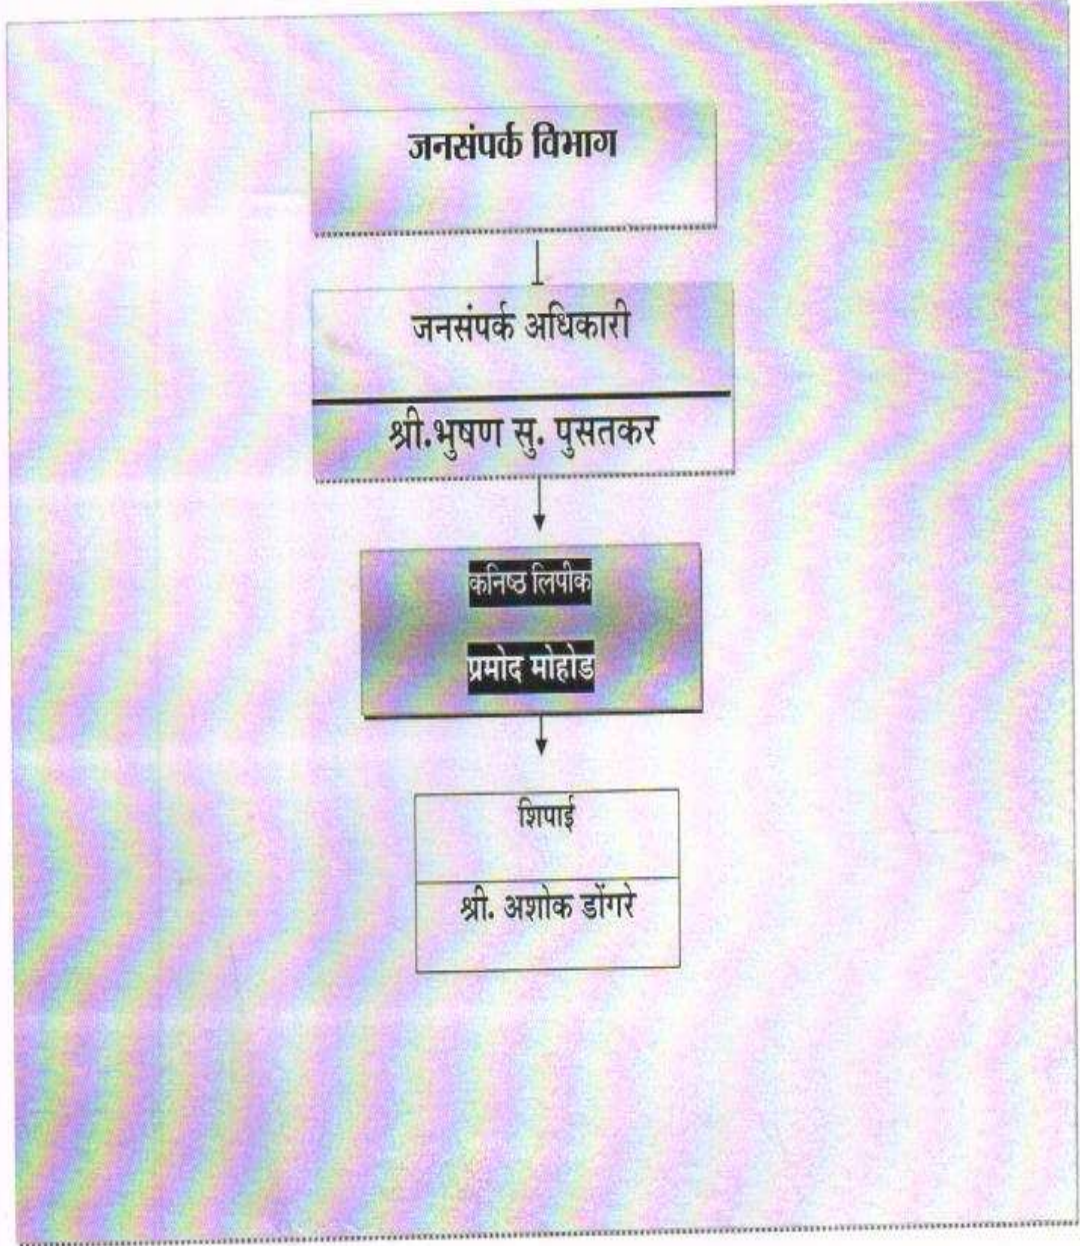 जनसंपर्क विभाग
जनसंपर्क अधिकारी
श्री.भुषण सु. पुसतकर
कनिष्ठ लिपीक
प्रमोद मोहोड
शिपाई
श्री. अशोक डोंगरे